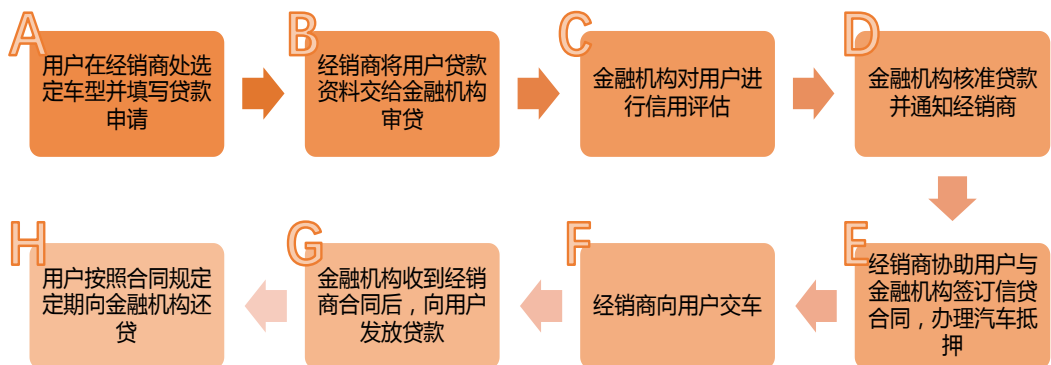 A
用户在经销商处选
定车型并填写贷款
申请
B
经销商将用户贷款
资料交给金融机构
审贷
C
金融机构对用户进
行信用评估
D
金融机构核准贷款
并通知经销商
E
经销商协助用户与
金融机构签订信贷
合同，办理汽车抵
押
F
经销商向用户交车
G
金融机构收到经销
商合同后，向用户
发放贷款
H
用户按照合同规定
定期向金融机构还
贷